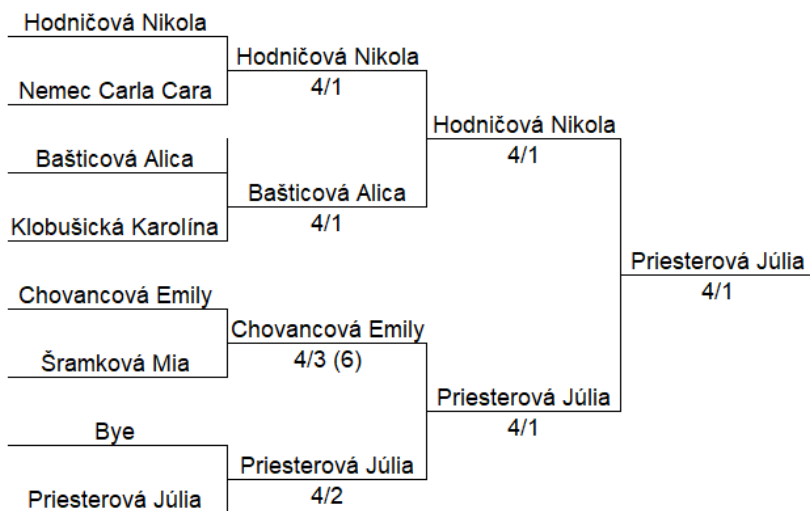 Hodničová Nikola
Nemec Carla Cara
Bašticová Alica
Klobušická Karolína
Chovancová Emily
Šramková Mia
Bye
Priesterová Júlia
Hodničová Nikola
4/1
Bašticová Alica
4/1
Chovancová Emily
4/3 (6)
Priesterová Júlia
4/2
Hodničová Nikola
4/1
Priesterová Júlia
4/1
Priesterová Júlia
4/1